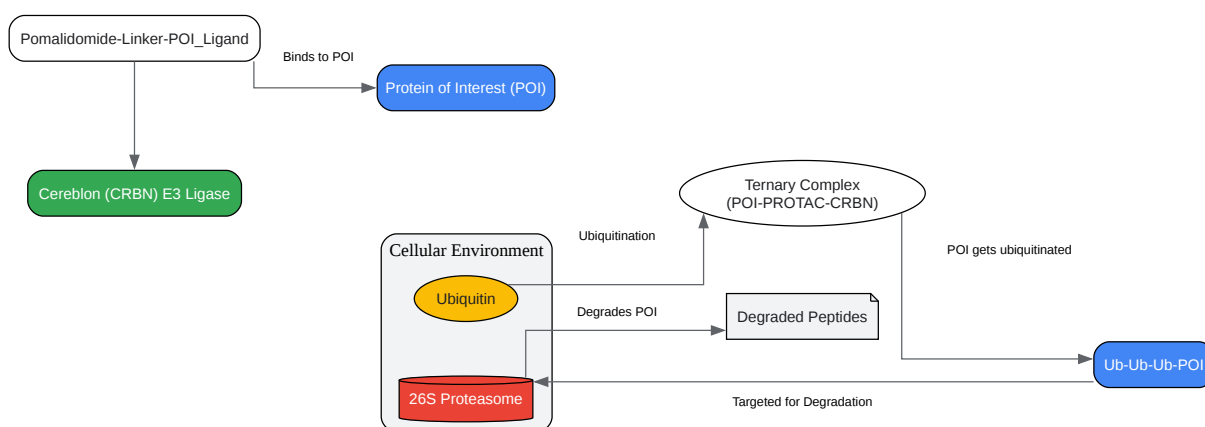 Pomalidomide-Linker-POI_Ligand
Binds to POI
Protein of Interest (POI)
Cereblon (CRBN) E3 Ligase
Ternary Complex
(POI-PROTAC-CRBN)
Ubiquitination
Cellular Environment
POI gets ubiquitinated
Ubiquitin
Degrades POI
Degraded Peptides
Ub-Ub-Ub-POI
26S Proteasome
Targeted for Degradation